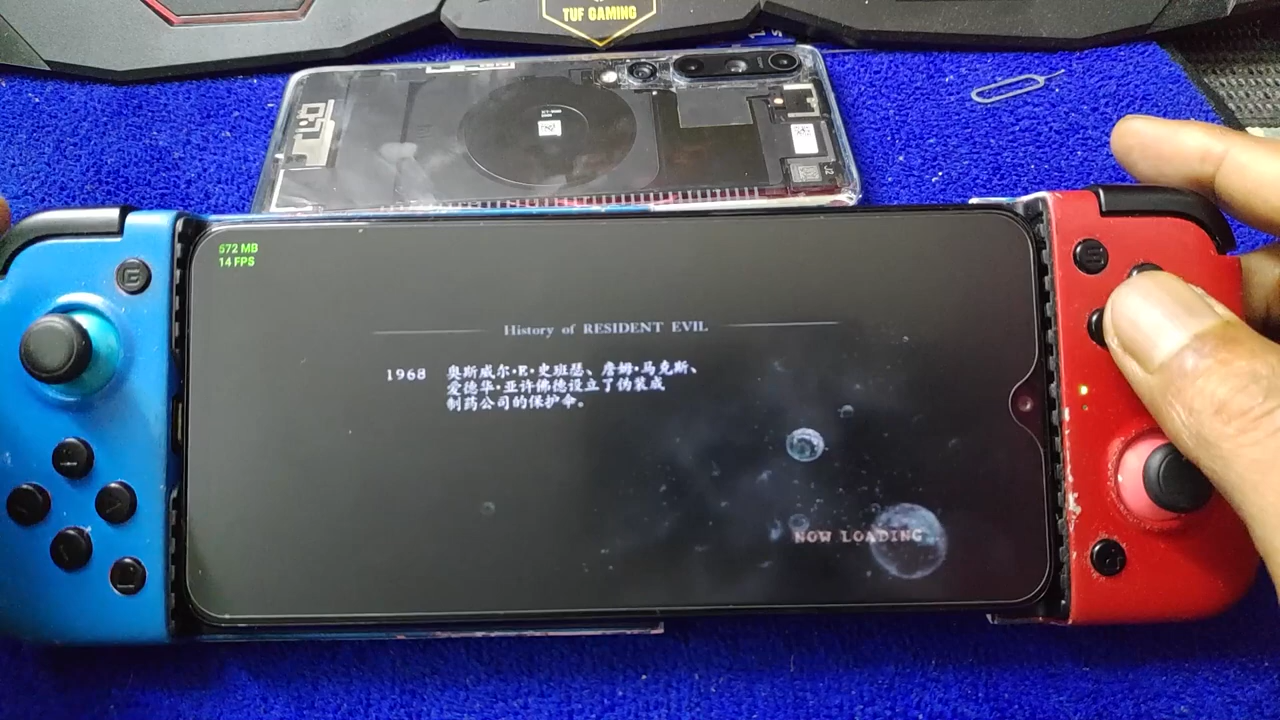 TUF GAMING
672 MB
14 FPS
History of RESIDENT EVIL
1968 奥斯威尔·E·史班瑟、詹姆·马克斯、
爱德华·亚许佛德设立了伪装成
制药公司的保护伞。
NOW LOADING